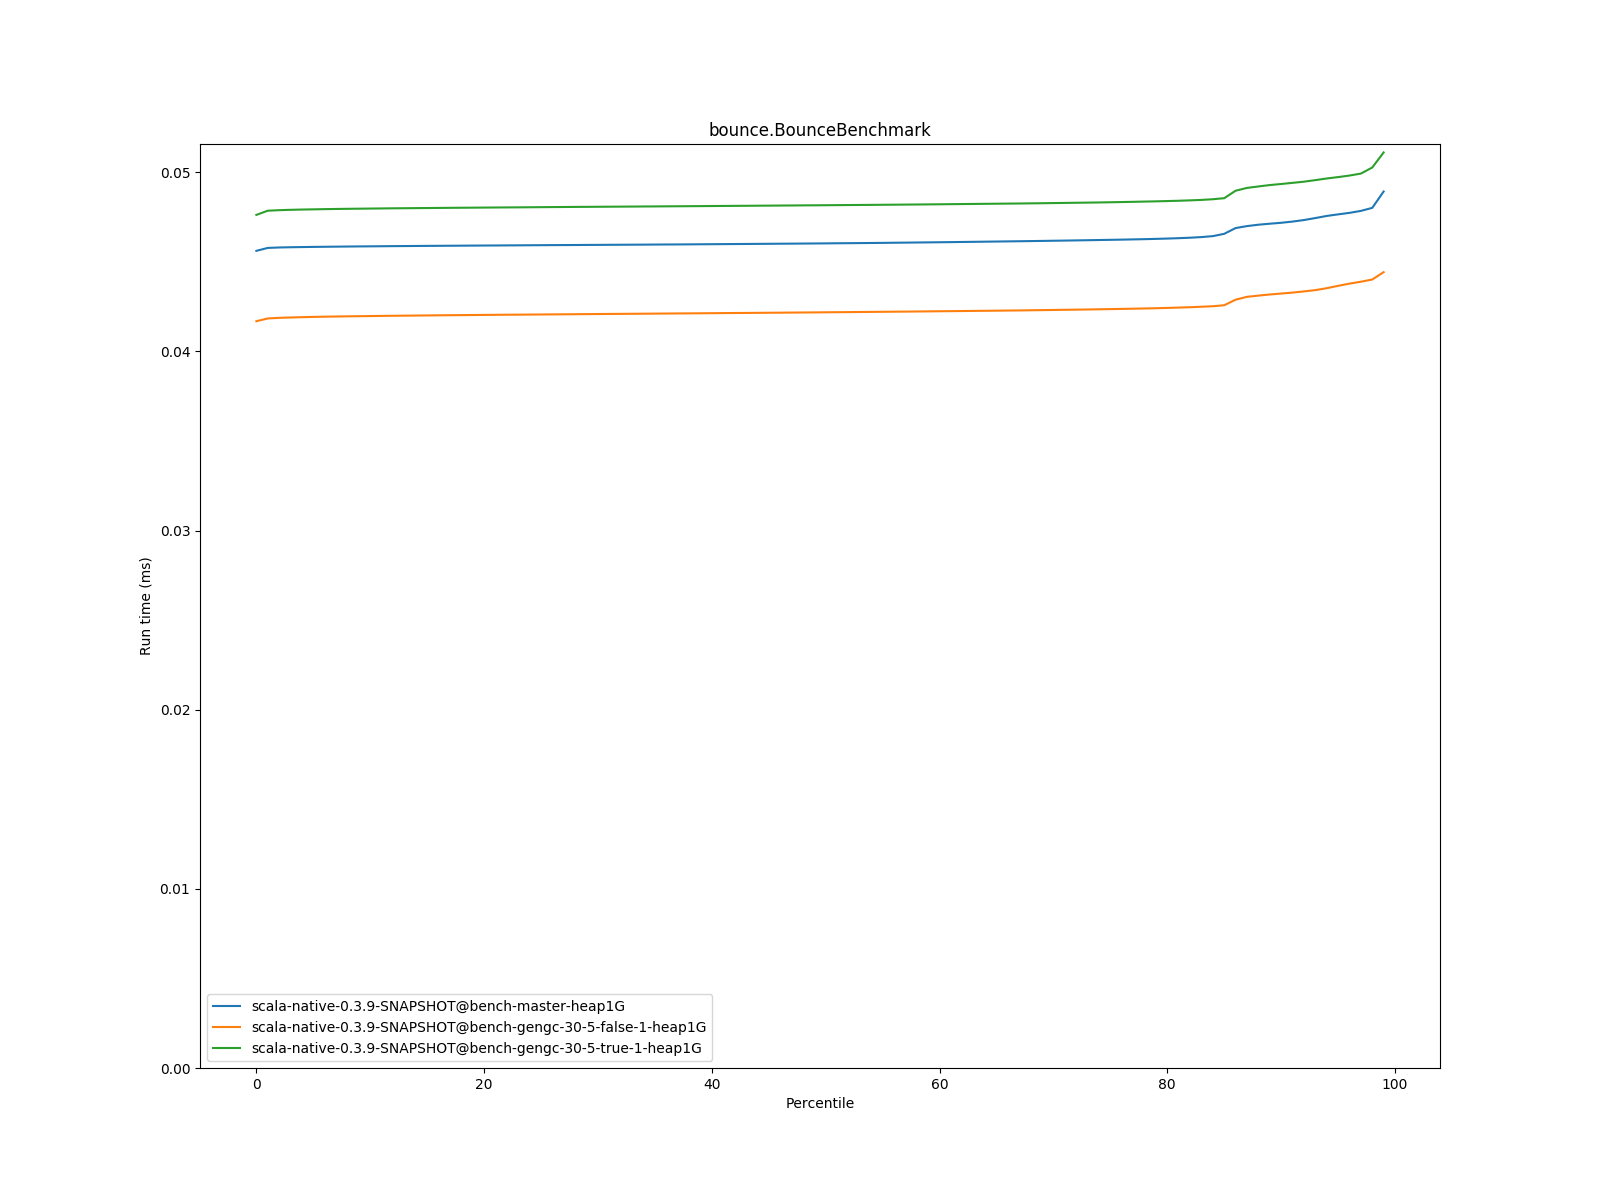 bounce.BounceBenchmark
0.05
0.04
0.03
0.02
0.01
0.00
Run time (ms)
scala-native-0.3.9-SNAPSHOT@bench-master-heap1G
scala-native-0.3.9-SNAPSHOT@bench-gengc-30-5-false-1-heap1G
scala-native-0.3.9-SNAPSHOT@bench-gengc-30-5-true-1-heap1G
0 20 40 60 80 100
Percentile